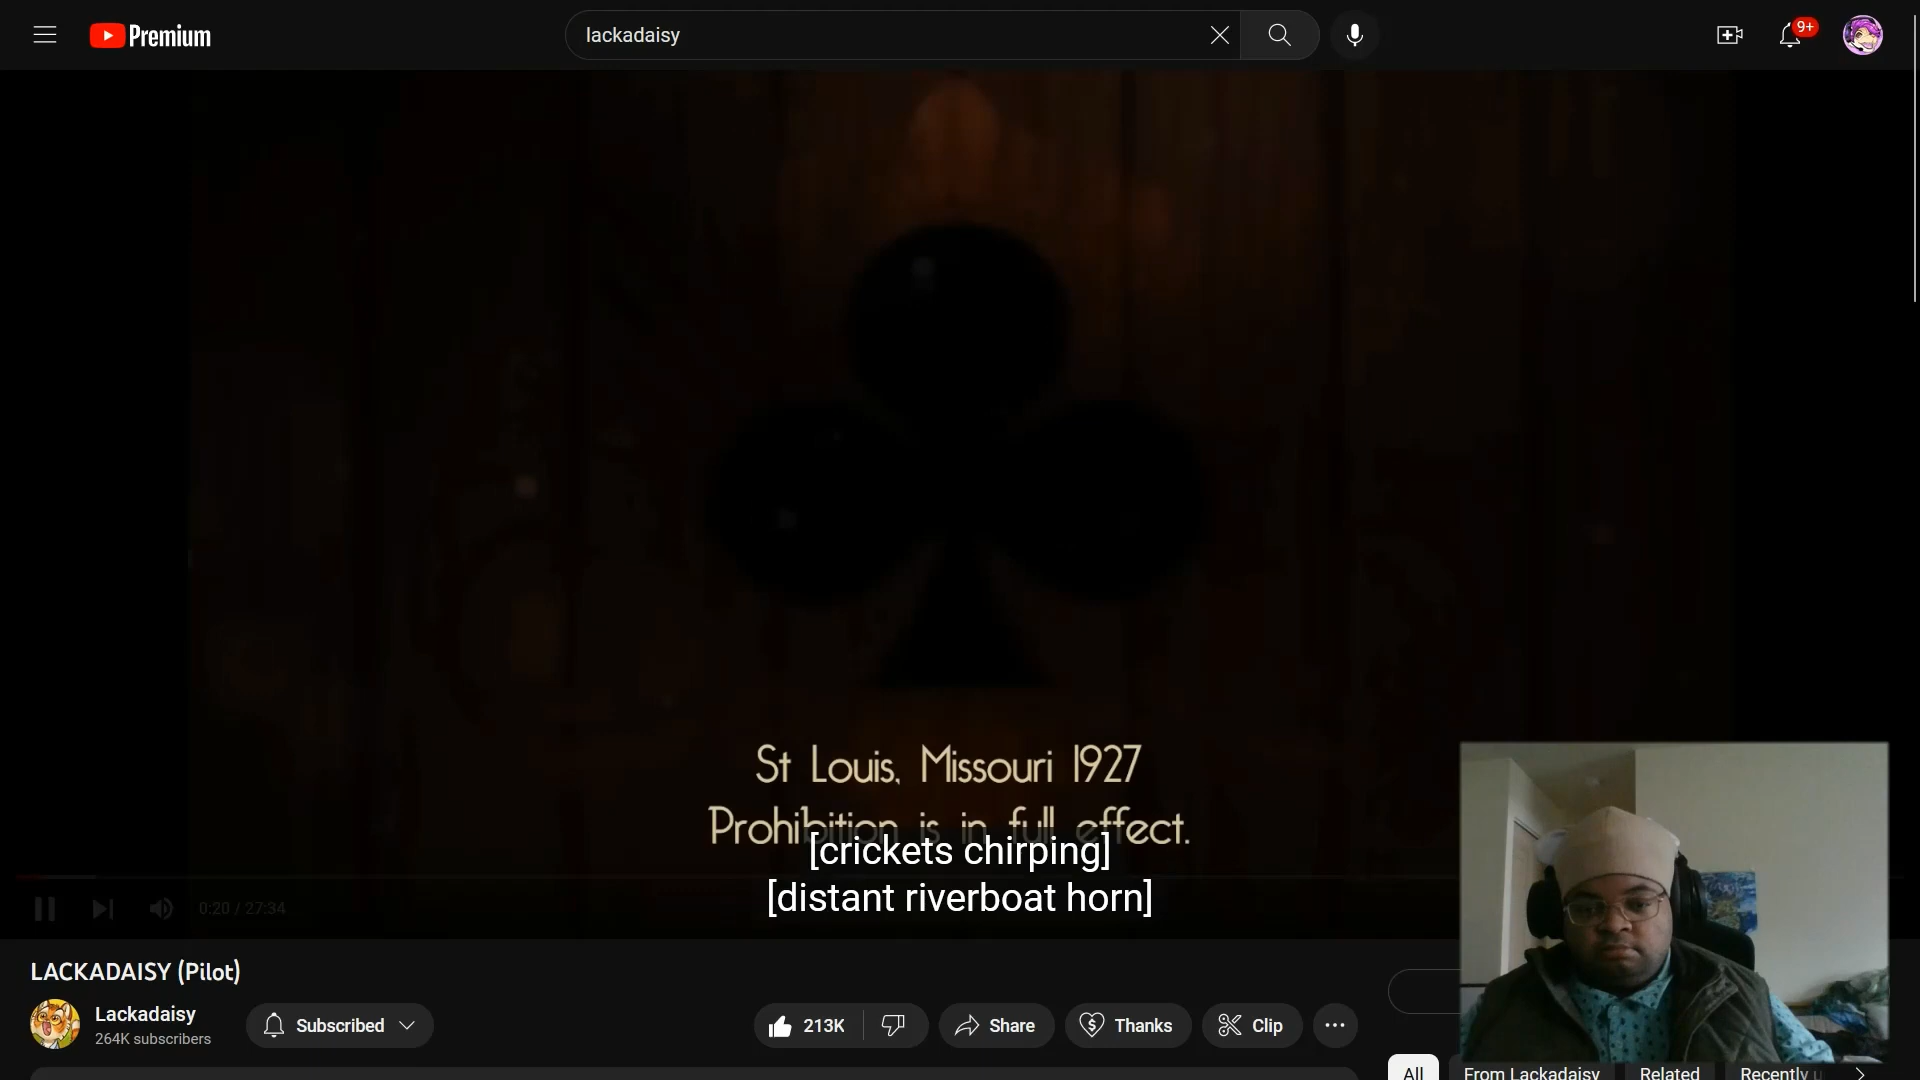 Premium
lackadaisy
9+
St Louis, Missouri 1927
Prohibition is in full effect.
[crickets chirping]
[distant riverboat horn]
0:20 / 27:34
LACKADAISY (Pilot)
Lackadaisy
264K subscribers
Subscribed
213K
Share
Thanks
Clip
All
From Lackadaisy
Related
Recently u